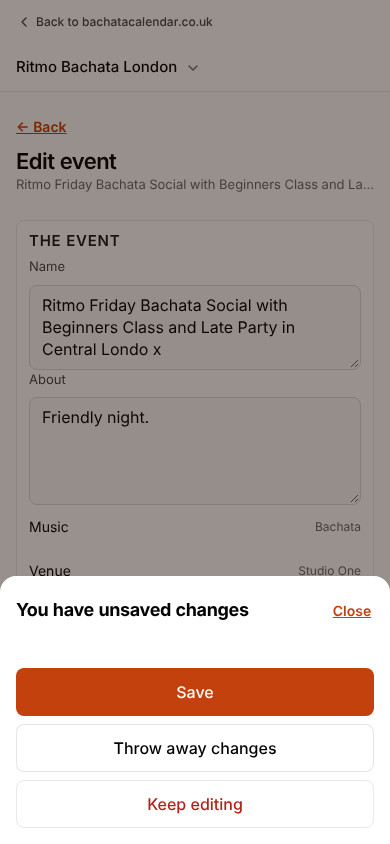 Back to bachatacalendar.co.uk
Ritmo Bachata London
← Back
Edit event
Ritmo Friday Bachata Social with Beginners Class and La...
THE EVENT
Name
Ritmo Friday Bachata Social with
Beginners Class and Late Party in
Central Londo x
About
Friendly night.
Music Bachata
Venue Studio One
You have unsaved changes Close
Save
Throw away changes
Keep editing